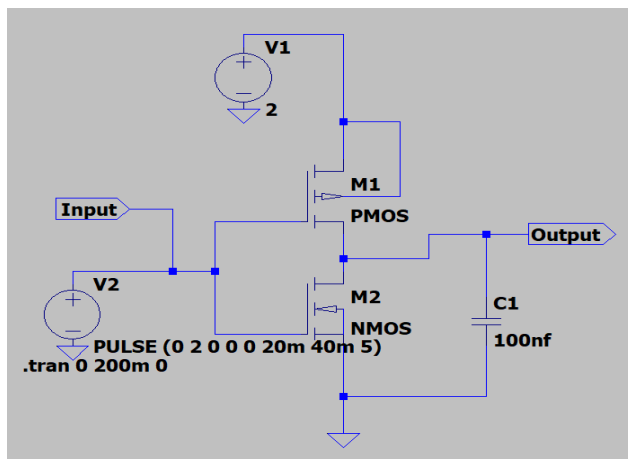 V1
2
M1
PMOS
Input
Output
V2
M2
NMOS
C1
100nf
PULSE (0 2 0 0 0 20m 40m 5)
.tran 0 200m 0